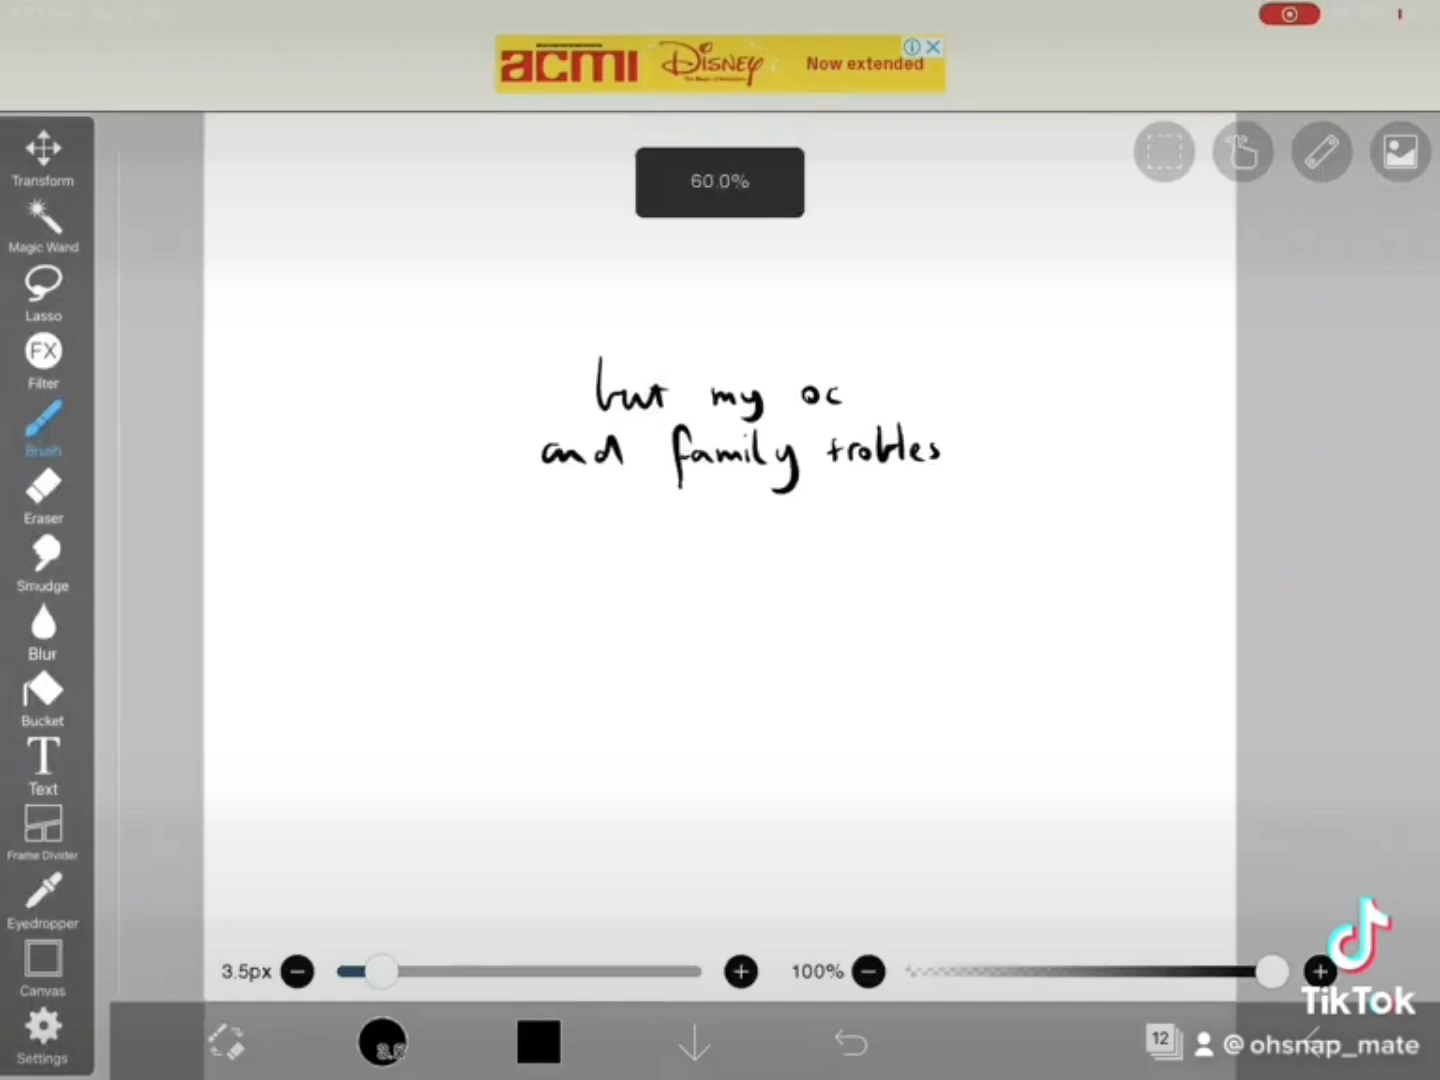 acmi Disney Now extended
60.0%
Transform
Magic Wand
Lasso
FX
Filter
Brush
Eraser
Smudge
Blur
Bucket
T
Text
Frame Divider
Eyedropper
Canvas
Settings
but my oc
and family trobles
3.5px
100%
12
TikTok
@ohsnap_mate